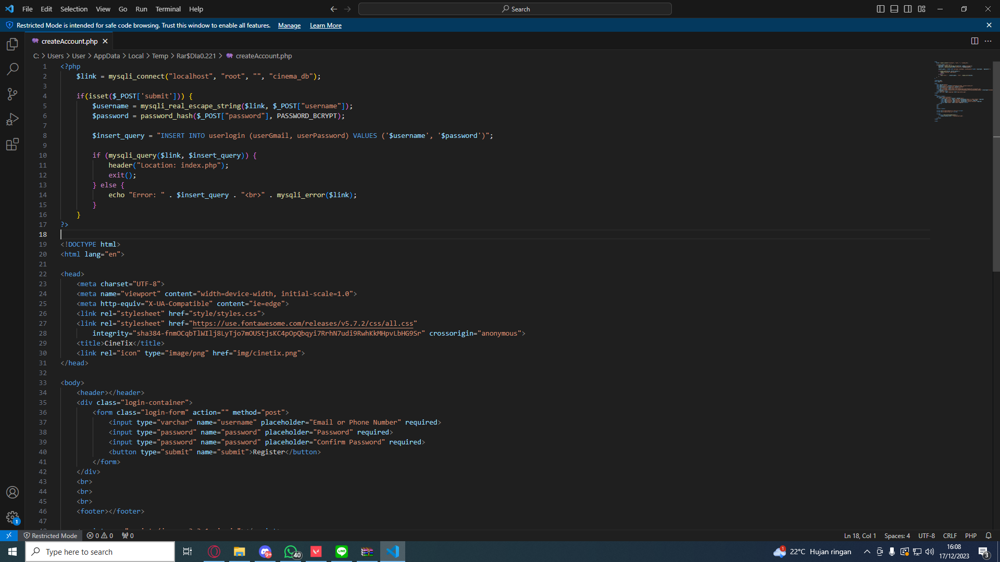 File Edit Selection View Go Run Terminal Help
Search
Restricted Mode is intended for safe code browsing. Trust this window to enable all features. Manage Learn More
createAccount.php
C: > Users > User > AppData > Local > Temp > Rar$DIa0.221 > createAccount.php
1 <?php
2 $link = mysqli_connect("localhost", "root", "", "cinema_db");
3
4 if(isset($_POST['submit'])) {
5 $username = mysqli_real_escape_string($link, $_POST["username"]);
6 $password = password_hash($_POST["password"], PASSWORD_BCRYPT);
7
8 $insert_query = "INSERT INTO userlogin (userGmail, userPassword) VALUES ('$username', '$password')";
9
10 if (mysqli_query($link, $insert_query)) {
11 header("Location: index.php");
12 exit();
13 } else {
14 echo "Error: " . $insert_query . "<br>" . mysqli_error($link);
15 }
16 }
17 ?>
18
19 <!DOCTYPE html>
20 <html lang="en">
21
22 <head>
23 <meta charset="UTF-8">
24 <meta name="viewport" content="width=device-width, initial-scale=1.0">
25 <meta http-equiv="X-UA-Compatible" content="ie=edge">
26 <link rel="stylesheet" href="style/styles.css">
27 <link rel="stylesheet" href="https://use.fontawesome.com/releases/v5.7.2/css/all.css"
28 integrity="sha384-fnmOCqbTlWIlj8LyTjo7mOUStjsKC4pOpQbqyi7RrhN7udi9RwhKkMHpvLbHG9Sr" crossorigin="anonymous">
29 <title>CineTix</title>
30 <link rel="icon" type="image/png" href="img/cinetix.png">
31 </head>
32
33 <body>
34 <header></header>
35 <div class="login-container">
36 <form class="login-form" action="" method="post">
37 <input type="varchar" name="username" placeholder="Email or Phone Number" required>
38 <input type="password" name="password" placeholder="Password" required>
39 <input type="password" name="password" placeholder="Confirm Password" required>
40 <button type="submit" name="submit">Register</button>
41 </form>
42 </div>
43 <br>
44 <br>
45 <br>
46 <footer></footer>
47
1
Restricted Mode 0 0 0 Ln 18, Col 1 Spaces: 4 UTF-8 CRLF PHP
Type here to search 9+ 40 1 22°C Hujan ringan 16:08
17/12/2023 3